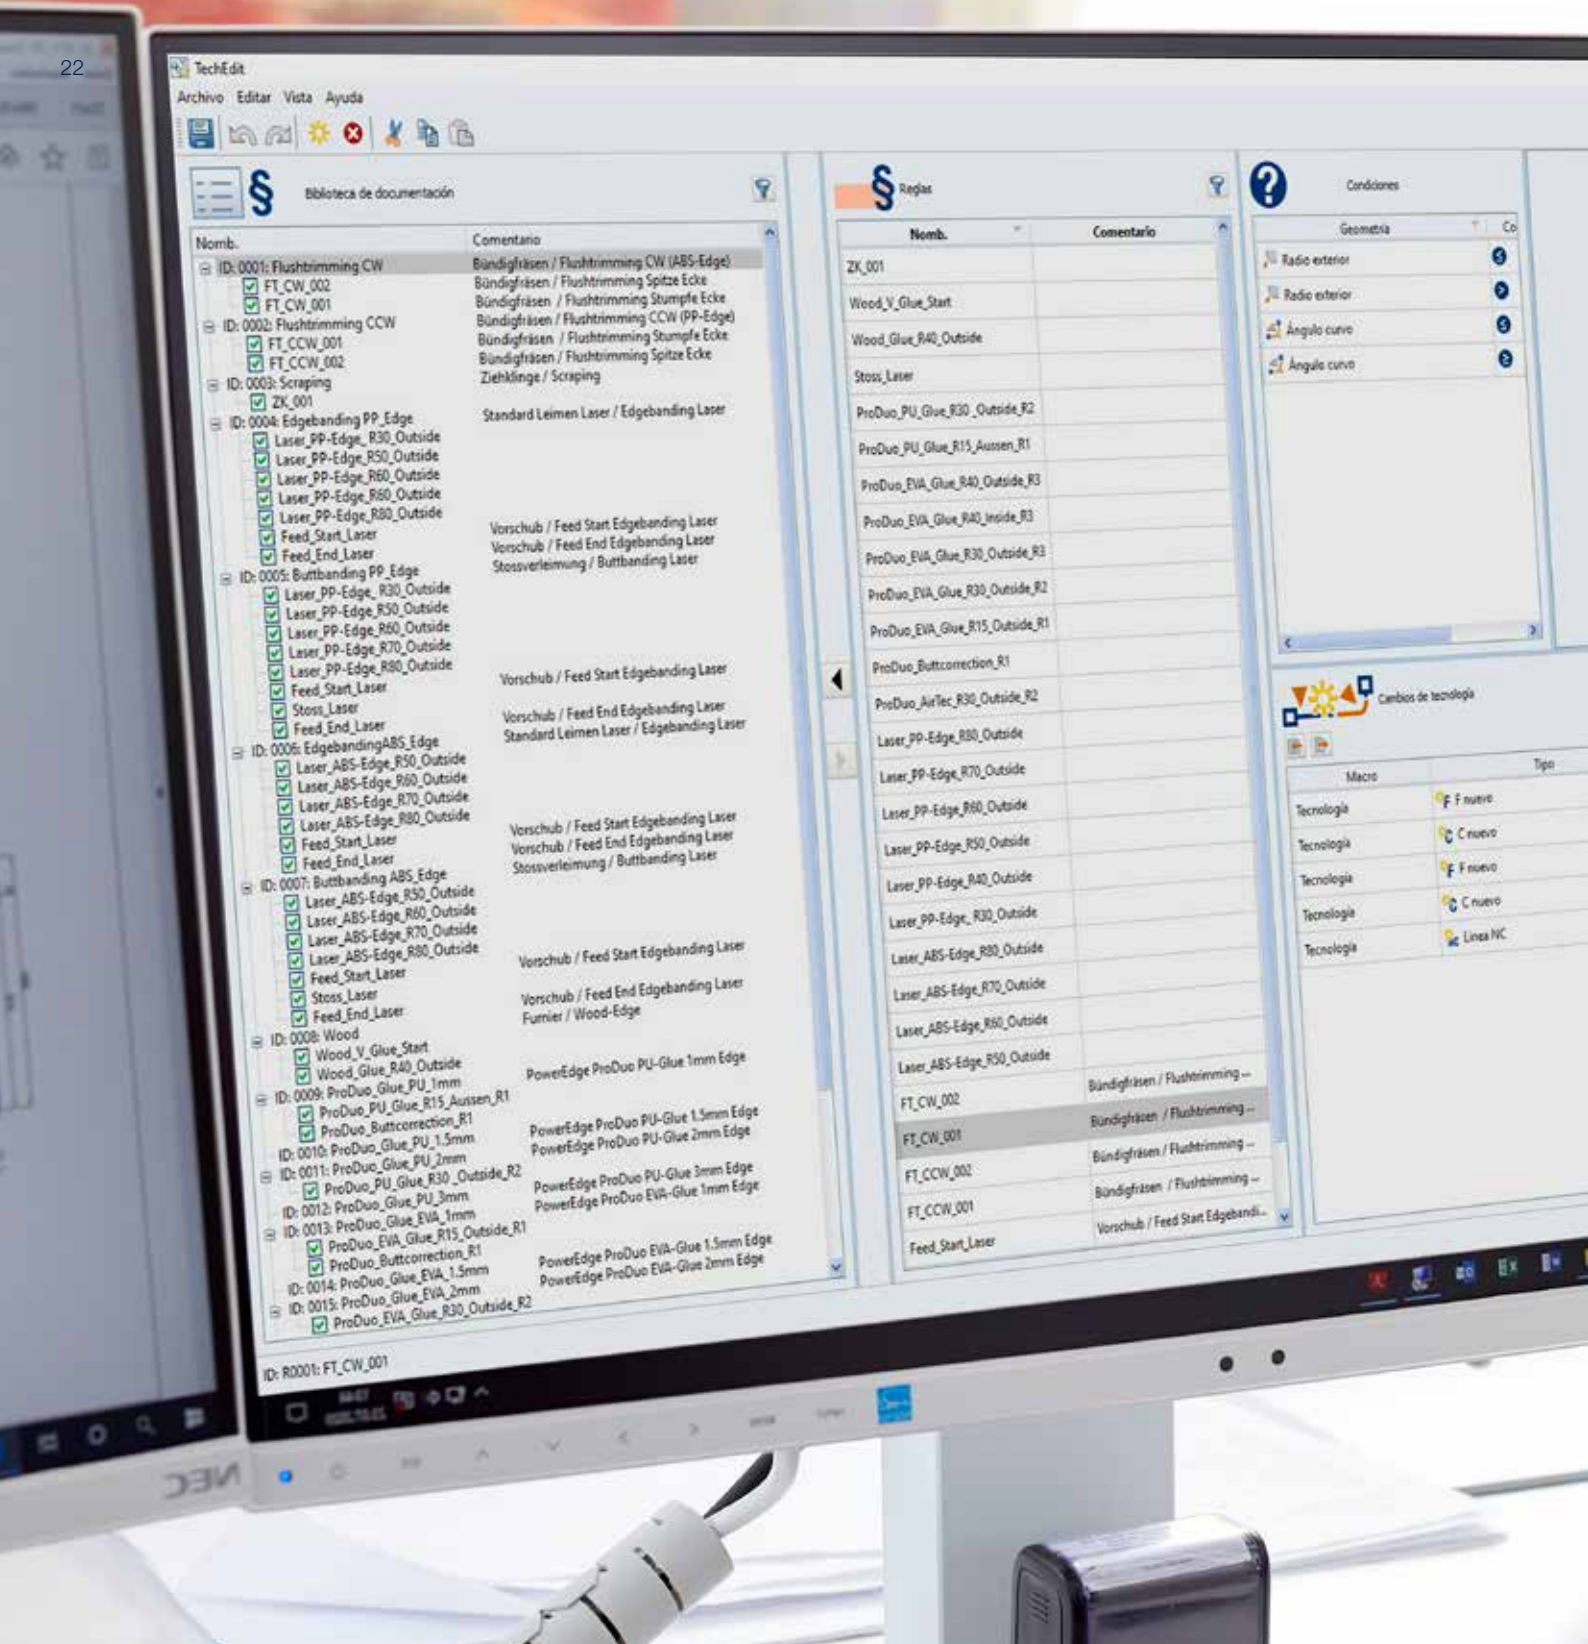 22
TechEdit
Archivo Editar Vista Ayuda
§ Biblioteca de documentación
Nomb. Comentario
ID: 0001: Flushtrimming CW Bündigfräsen / Flushtrimming CW (ABS-Edge)
FT_CW_002 Bündigfräsen / Flushtrimming Spitze Ecke
FT_CW_001 Bündigfräsen / Flushtrimming Stumpfe Ecke
ID: 0002: Flushtrimming CCW Bündigfräsen / Flushtrimming CCW (PP-Edge)
FT_CCW_001 Bündigfräsen / Flushtrimming Stumpfe Ecke
FT_CCW_002 Bündigfräsen / Flushtrimming Spitze Ecke
ID: 0003: Scraping Ziehklinge / Scraping
ZK_001
ID: 0004: Edgebanding PP_Edge Standard Leimen Laser / Edgebanding Laser
Laser_PP-Edge_ R30_Outside
Laser_PP-Edge_R50_Outside
Laser_PP-Edge_R60_Outside
Laser_PP-Edge_R60_Outside
Laser_PP-Edge_R80_Outside
Feed_Start_Laser Vorschub / Feed Start Edgebanding Laser
Feed_End_Laser Vorschub / Feed End Edgebanding Laser
ID: 0005: Buttbanding PP_Edge Stossverleimung / Buttbanding Laser
Laser_PP-Edge_ R30_Outside
Laser_PP-Edge_R50_Outside
Laser_PP-Edge_R60_Outside
Laser_PP-Edge_R70_Outside
Laser_PP-Edge_R80_Outside
Feed_Start_Laser Vorschub / Feed Start Edgebanding Laser
Stoss_Laser
Feed_End_Laser Vorschub / Feed End Edgebanding Laser
ID: 0006: EdgebandingABS_Edge Standard Leimen Laser / Edgebanding Laser
Laser_ABS-Edge_R50_Outside
Laser_ABS-Edge_R60_Outside
Laser_ABS-Edge_R70_Outside
Laser_ABS-Edge_R80_Outside
Feed_Start_Laser Vorschub / Feed Start Edgebanding Laser
Feed_End_Laser Vorschub / Feed End Edgebanding Laser
ID: 0007: Buttbanding ABS_Edge Stossverleimung / Buttbanding Laser
Laser_ABS-Edge_R50_Outside
Laser_ABS-Edge_R60_Outside
Laser_ABS-Edge_R70_Outside
Laser_ABS-Edge_R80_Outside
Feed_Start_Laser Vorschub / Feed Start Edgebanding Laser
Stoss_Laser
Feed_End_Laser Vorschub / Feed End Edgebanding Laser
ID: 0008: Wood Furnier / Wood-Edge
Wood_V_Glue_Start
Wood_Glue_R40_Outside
ID: 0009: ProDuo_Glue_PU_1mm PowerEdge ProDuo PU-Glue 1mm Edge
ProDuo_PU_Glue_R15_Aussen_R1
ProDuo_Buttcorrection_R1
ID: 0010: ProDuo_Glue_PU_1.5mm PowerEdge ProDuo PU-Glue 1.5mm Edge
ID: 0011: ProDuo_Glue_PU_2mm PowerEdge ProDuo PU-Glue 2mm Edge
ProDuo_PU_Glue_R30 _Outside_R2
ID: 0012: ProDuo_Glue_PU_3mm PowerEdge ProDuo PU-Glue 3mm Edge
ID: 0013: ProDuo_Glue_EVA_1mm PowerEdge ProDuo EVA-Glue 1mm Edge
ProDuo_EVA_Glue_R15_Outside_R1
ProDuo_Buttcorrection_R1
ID: 0014: ProDuo_Glue_EVA_1.5mm PowerEdge ProDuo EVA-Glue 1.5mm Edge
ID: 0015: ProDuo_Glue_EVA_2mm PowerEdge ProDuo EVA-Glue 2mm Edge
ProDuo_EVA_Glue_R30_Outside_R2
ID: R0001: FT_CW_001
§ Reglas
Nomb. Comentario
ZK_001
Wood_V_Glue_Start
Wood_Glue_R40_Outside
Stoss_Laser
ProDuo_PU_Glue_R30 _Outside_R2
ProDuo_PU_Glue_R15_Aussen_R1
ProDuo_EVA_Glue_R40_Outside_R3
ProDuo_EVA_Glue_R40_Inside_R3
ProDuo_EVA_Glue_R30_Outside_R3
ProDuo_EVA_Glue_R30_Outside_R2
ProDuo_EVA_Glue_R15_Outside_R1
ProDuo_Buttcorrection_R1
ProDuo_AirTec_R30_Outside_R2
Laser_PP-Edge_R80_Outside
Laser_PP-Edge_R70_Outside
Laser_PP-Edge_R60_Outside
Laser_PP-Edge_R50_Outside
Laser_PP-Edge_R40_Outside
Laser_PP-Edge_ R30_Outside
Laser_ABS-Edge_R80_Outside
Laser_ABS-Edge_R70_Outside
Laser_ABS-Edge_R60_Outside
Laser_ABS-Edge_R50_Outside
FT_CW_002 Bündigfräsen / Flushtrimming ...
FT_CW_001 Bündigfräsen / Flushtrimming ...
FT_CCW_002 Bündigfräsen / Flushtrimming ...
FT_CCW_001 Bündigfräsen / Flushtrimming ...
Feed_Start_Laser Vorschub / Feed Start Edgebandi...
? Condiciones
Geometría Co
Radio exterior ≤
Radio exterior >
Ángulo curvo ≤
Ángulo curvo ≥
Cambios de tecnología
Macro Tipo
Tecnología F F nuevo
Tecnología C C nuevo
Tecnología F F nuevo
Tecnología C C nuevo
Tecnología Línea NC
NEC